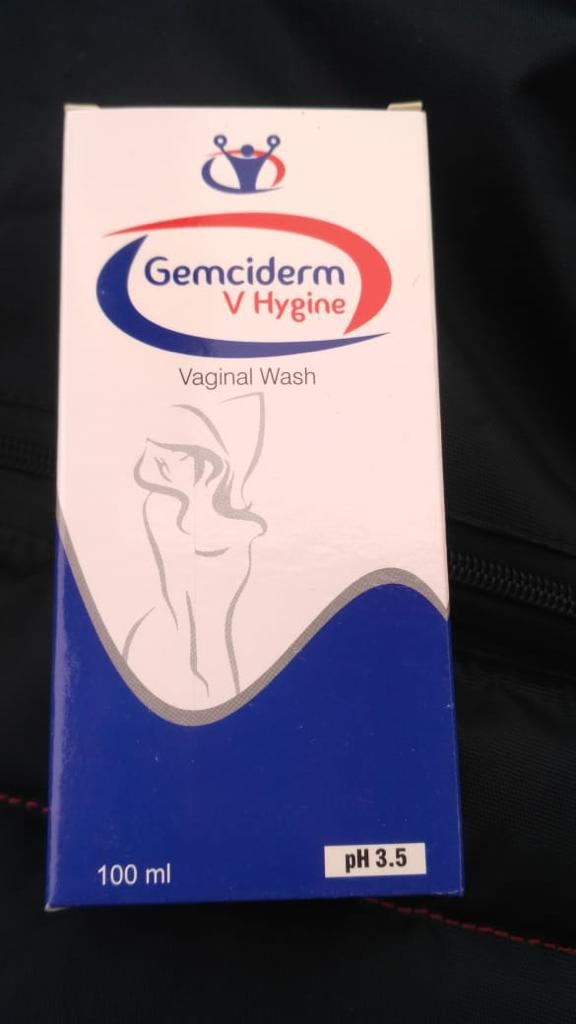 Gemciderm
V Hygine
Vaginal Wash
100 ml
pH 3.5